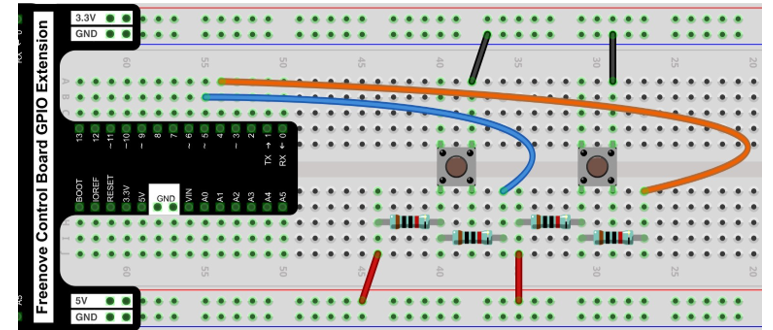 3.3V
GND
Freenove Control Board GPIO Extension
60
55
50
40
35
30
25
20
A
B
C
13
12
~11
~10
~9
8
7
~6
~5
4
~3
2
TX → 1
RX ← 0
BOOT
IOREF
RESET
3.3V
5V
GND
VIN
A0
A1
A2
A3
A4
A5
H
I
J
60
55
50
40
35
30
25
20
5V
GND